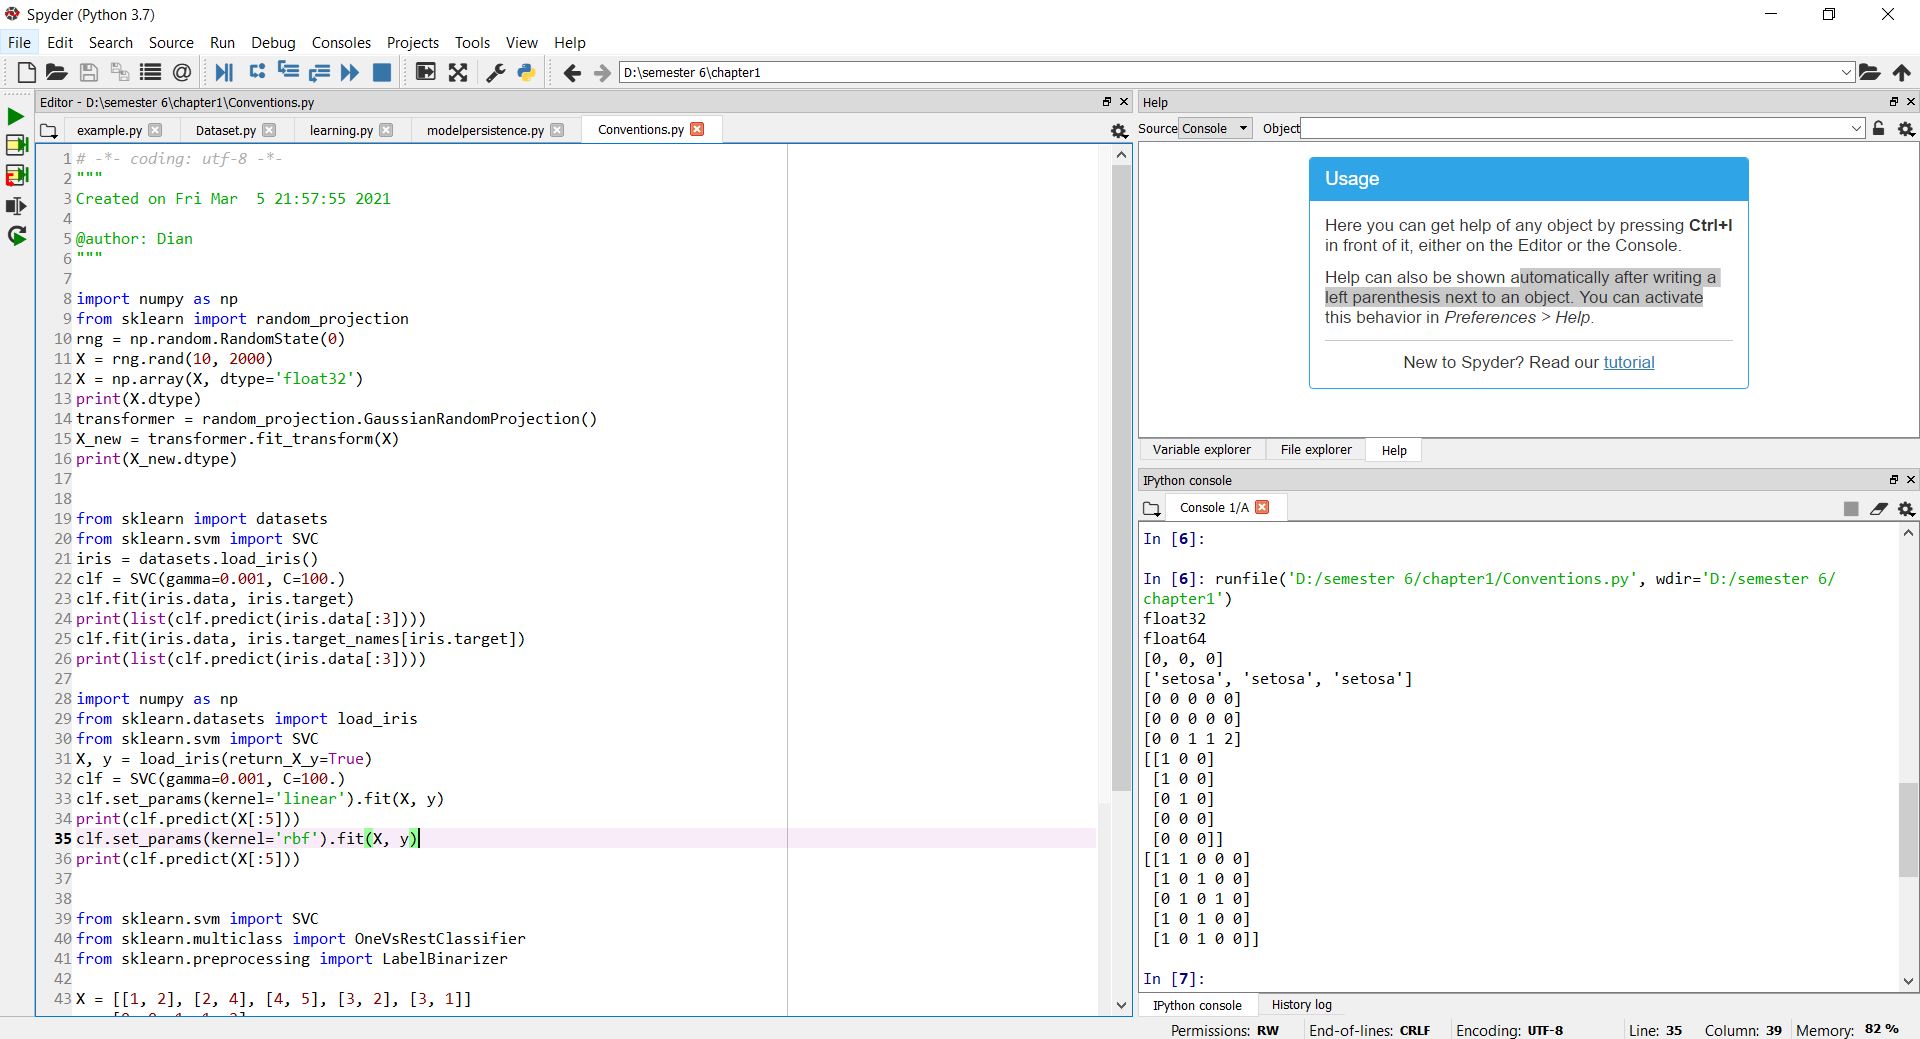 Spyder (Python 3.7)
File Edit Search Source Run Debug Consoles Projects Tools View Help
D:\semester 6\chapter1
Editor - D:\semester 6\chapter1\Conventions.py
example.py Dataset.py learning.py modelpersistence.py Conventions.py
1 # -*- coding: utf-8 -*-
2 """
3 Created on Fri Mar  5 21:57:55 2021
4
5 @author: Dian
6 """
7
8 import numpy as np
9 from sklearn import random_projection
10 rng = np.random.RandomState(0)
11 X = rng.rand(10, 2000)
12 X = np.array(X, dtype='float32')
13 print(X.dtype)
14 transformer = random_projection.GaussianRandomProjection()
15 X_new = transformer.fit_transform(X)
16 print(X_new.dtype)
17
18
19 from sklearn import datasets
20 from sklearn.svm import SVC
21 iris = datasets.load_iris()
22 clf = SVC(gamma=0.001, C=100.)
23 clf.fit(iris.data, iris.target)
24 print(list(clf.predict(iris.data[:3])))
25 clf.fit(iris.data, iris.target_names[iris.target])
26 print(list(clf.predict(iris.data[:3])))
27
28 import numpy as np
29 from sklearn.datasets import load_iris
30 from sklearn.svm import SVC
31 X, y = load_iris(return_X_y=True)
32 clf = SVC(gamma=0.001, C=100.)
33 clf.set_params(kernel='linear').fit(X, y)
34 print(clf.predict(X[:5]))
35 clf.set_params(kernel='rbf').fit(X, y)
36 print(clf.predict(X[:5]))
37
38
39 from sklearn.svm import SVC
40 from sklearn.multiclass import OneVsRestClassifier
41 from sklearn.preprocessing import LabelBinarizer
42
43 X = [[1, 2], [2, 4], [4, 5], [3, 2], [3, 1]]
Help
Source Console Object
Usage
Here you can get help of any object by pressing Ctrl+I
in front of it, either on the Editor or the Console.
Help can also be shown automatically after writing a
left parenthesis next to an object. You can activate
this behavior in Preferences > Help.
New to Spyder? Read our tutorial
Variable explorer File explorer Help
IPython console
Console 1/A
In [6]:
In [6]: runfile('D:/semester 6/chapter1/Conventions.py', wdir='D:/semester 6/
chapter1')
float32
float64
[0, 0, 0]
['setosa', 'setosa', 'setosa']
[0 0 0 0 0]
[0 0 0 0 0]
[0 0 1 1 2]
[[1 0 0]
[1 0 0]
[0 1 0]
[0 0 0]
[0 0 0]]
[[1 1 0 0 0]
[1 0 1 0 0]
[0 1 0 1 0]
[1 0 1 0 0]
[1 0 1 0 0]]
In [7]:
IPython console History log
Permissions: RW End-of-lines: CRLF Encoding: UTF-8 Line: 35 Column: 39 Memory: 82 %